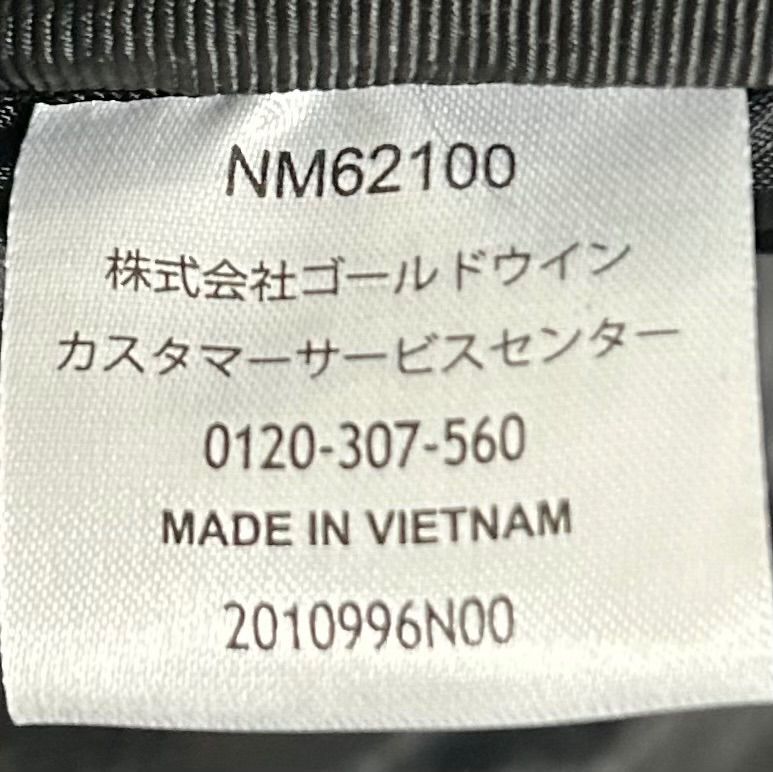 NM62100
株式会社ゴールドウイン
カスタマーサービスセンター
0120-307-560
MADE IN VIETNAM
2010996N00